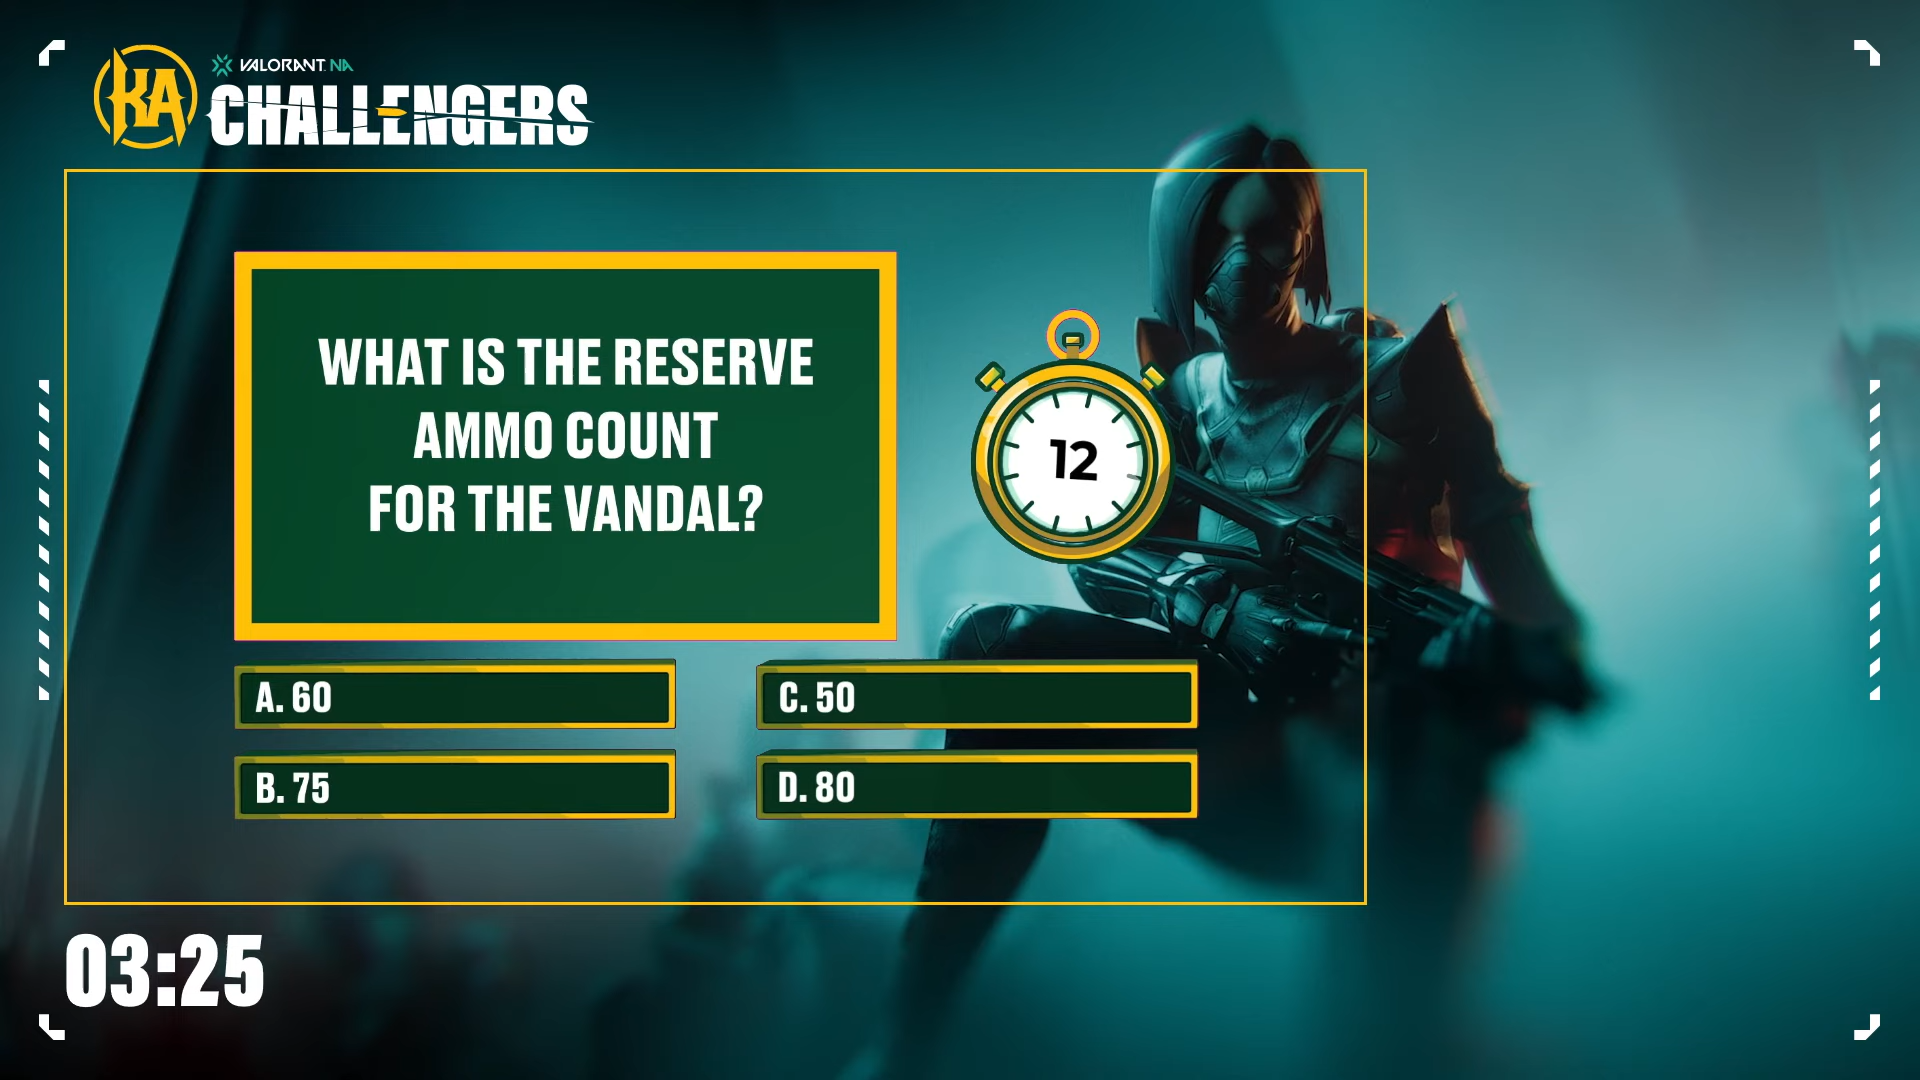 KA
VALORANT NA
CHALLENGERS
WHAT IS THE RESERVE
AMMO COUNT
FOR THE VANDAL?
12
A. 60
C. 50
B. 75
D. 80
03:25